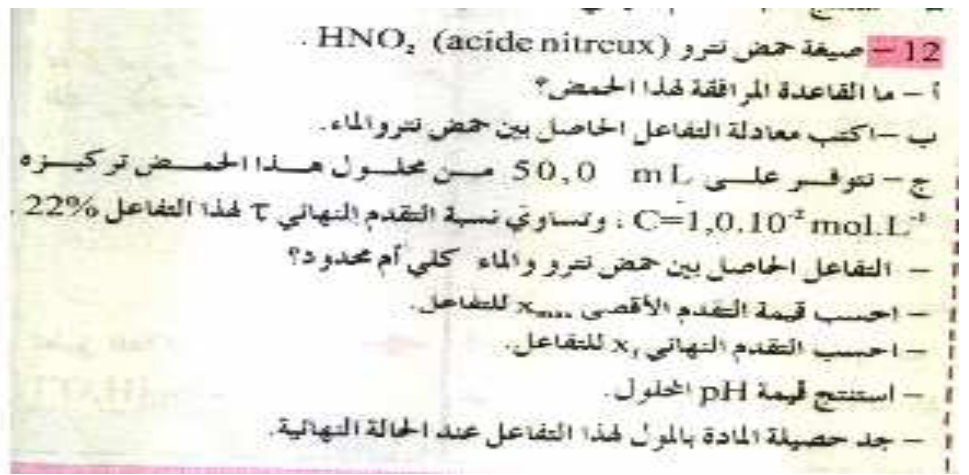 12 – صيغة حمض نترو HNO₂ (acide nitreux) .
أ – ما القاعدة المرافقة لهذا الحمض؟
ب – اكتب معادلة التفاعل الحاصل بين حمض نترو والماء.
ج – نتوفر على 50,0 mL من محلول هذا الحمض تركيزه
C=1,0.10⁻² mol.L⁻¹ ، وتساوي نسبة التقدم النهائي τ لهذا التفاعل 22% .
– التفاعل الحاصل بين حمض نترو والماء كلي أم محدود؟
– احسب قيمة التقدم الأقصى xₘₐₓ للتفاعل.
– احسب التقدم النهائي x_f للتفاعل.
– استنتج قيمة pH المحلول.
– جد حصيلة المادة بالمول لهذا التفاعل عند الحالة النهائية.